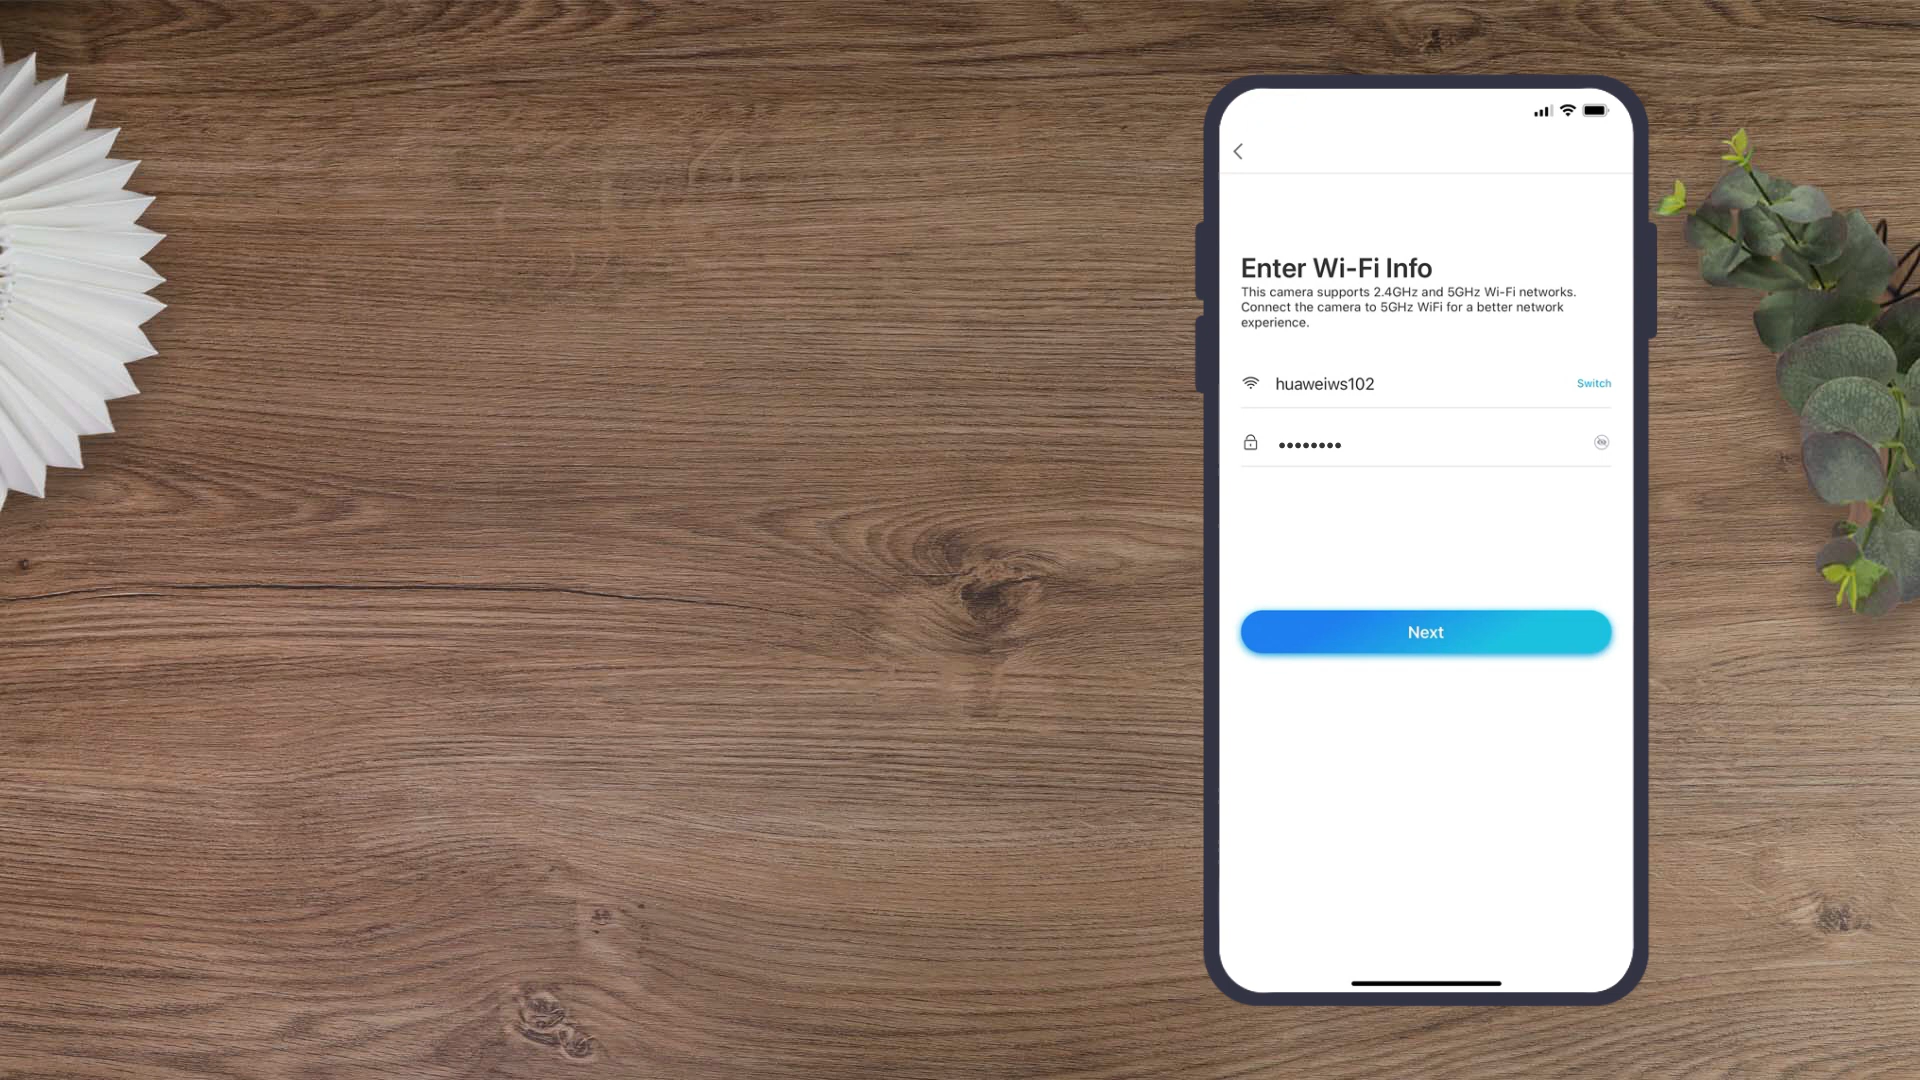 Enter Wi-Fi Info
This camera supports 2.4GHz and 5GHz Wi-Fi networks.
Connect the camera to 5GHz WiFi for a better network
experience.
huaweiws102
Switch
••••••••
Next